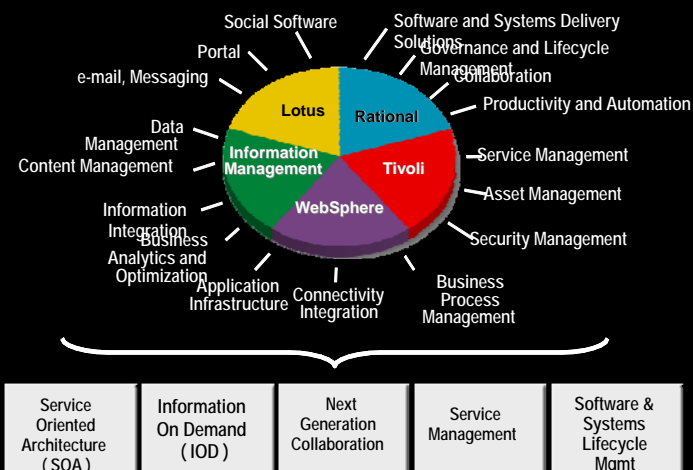 Social Software
Portal
e-mail, Messaging
Software and Systems Delivery
Solutions
Governance and Lifecycle
Management
Collaboration
Productivity and Automation
Lotus
Rational
Data
Management
Content Management
Information
Management
Tivoli
Service Management
Asset Management
Security Management
WebSphere
Information
Integration
Business
Analytics and
Optimization
Application
Infrastructure
Connectivity
Integration
Business
Process
Management
Service
Oriented
Architecture
( SOA )
Information
On Demand
( IOD )
Next
Generation
Collaboration
Service
Management
Software &
Systems
Lifecycle
Mgmt